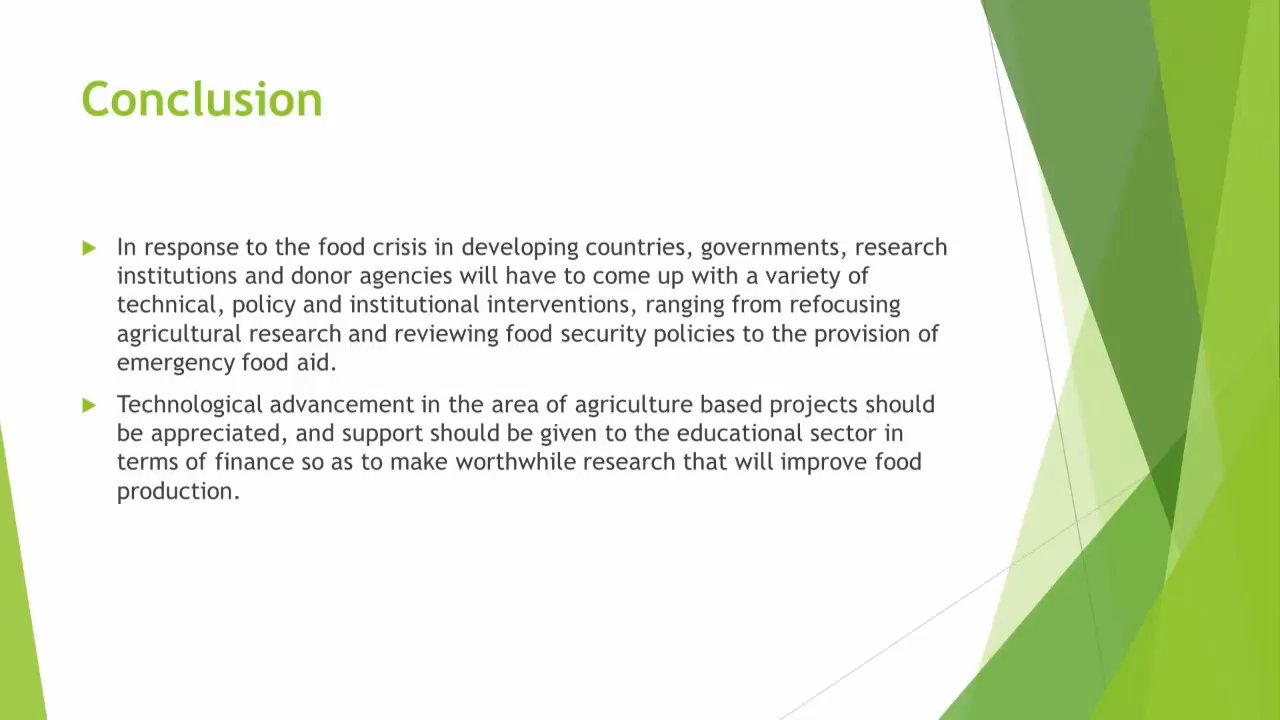 Conclusion
In response to the food crisis in developing countries, governments, research
institutions and donor agencies will have to come up with a variety of
technical, policy and institutional interventions, ranging from refocusing
agricultural research and reviewing food security policies to the provision of
emergency food aid.
Technological advancement in the area of agriculture based projects should
be appreciated, and support should be given to the educational sector in
terms of finance so as to make worthwhile research that will improve food
production.